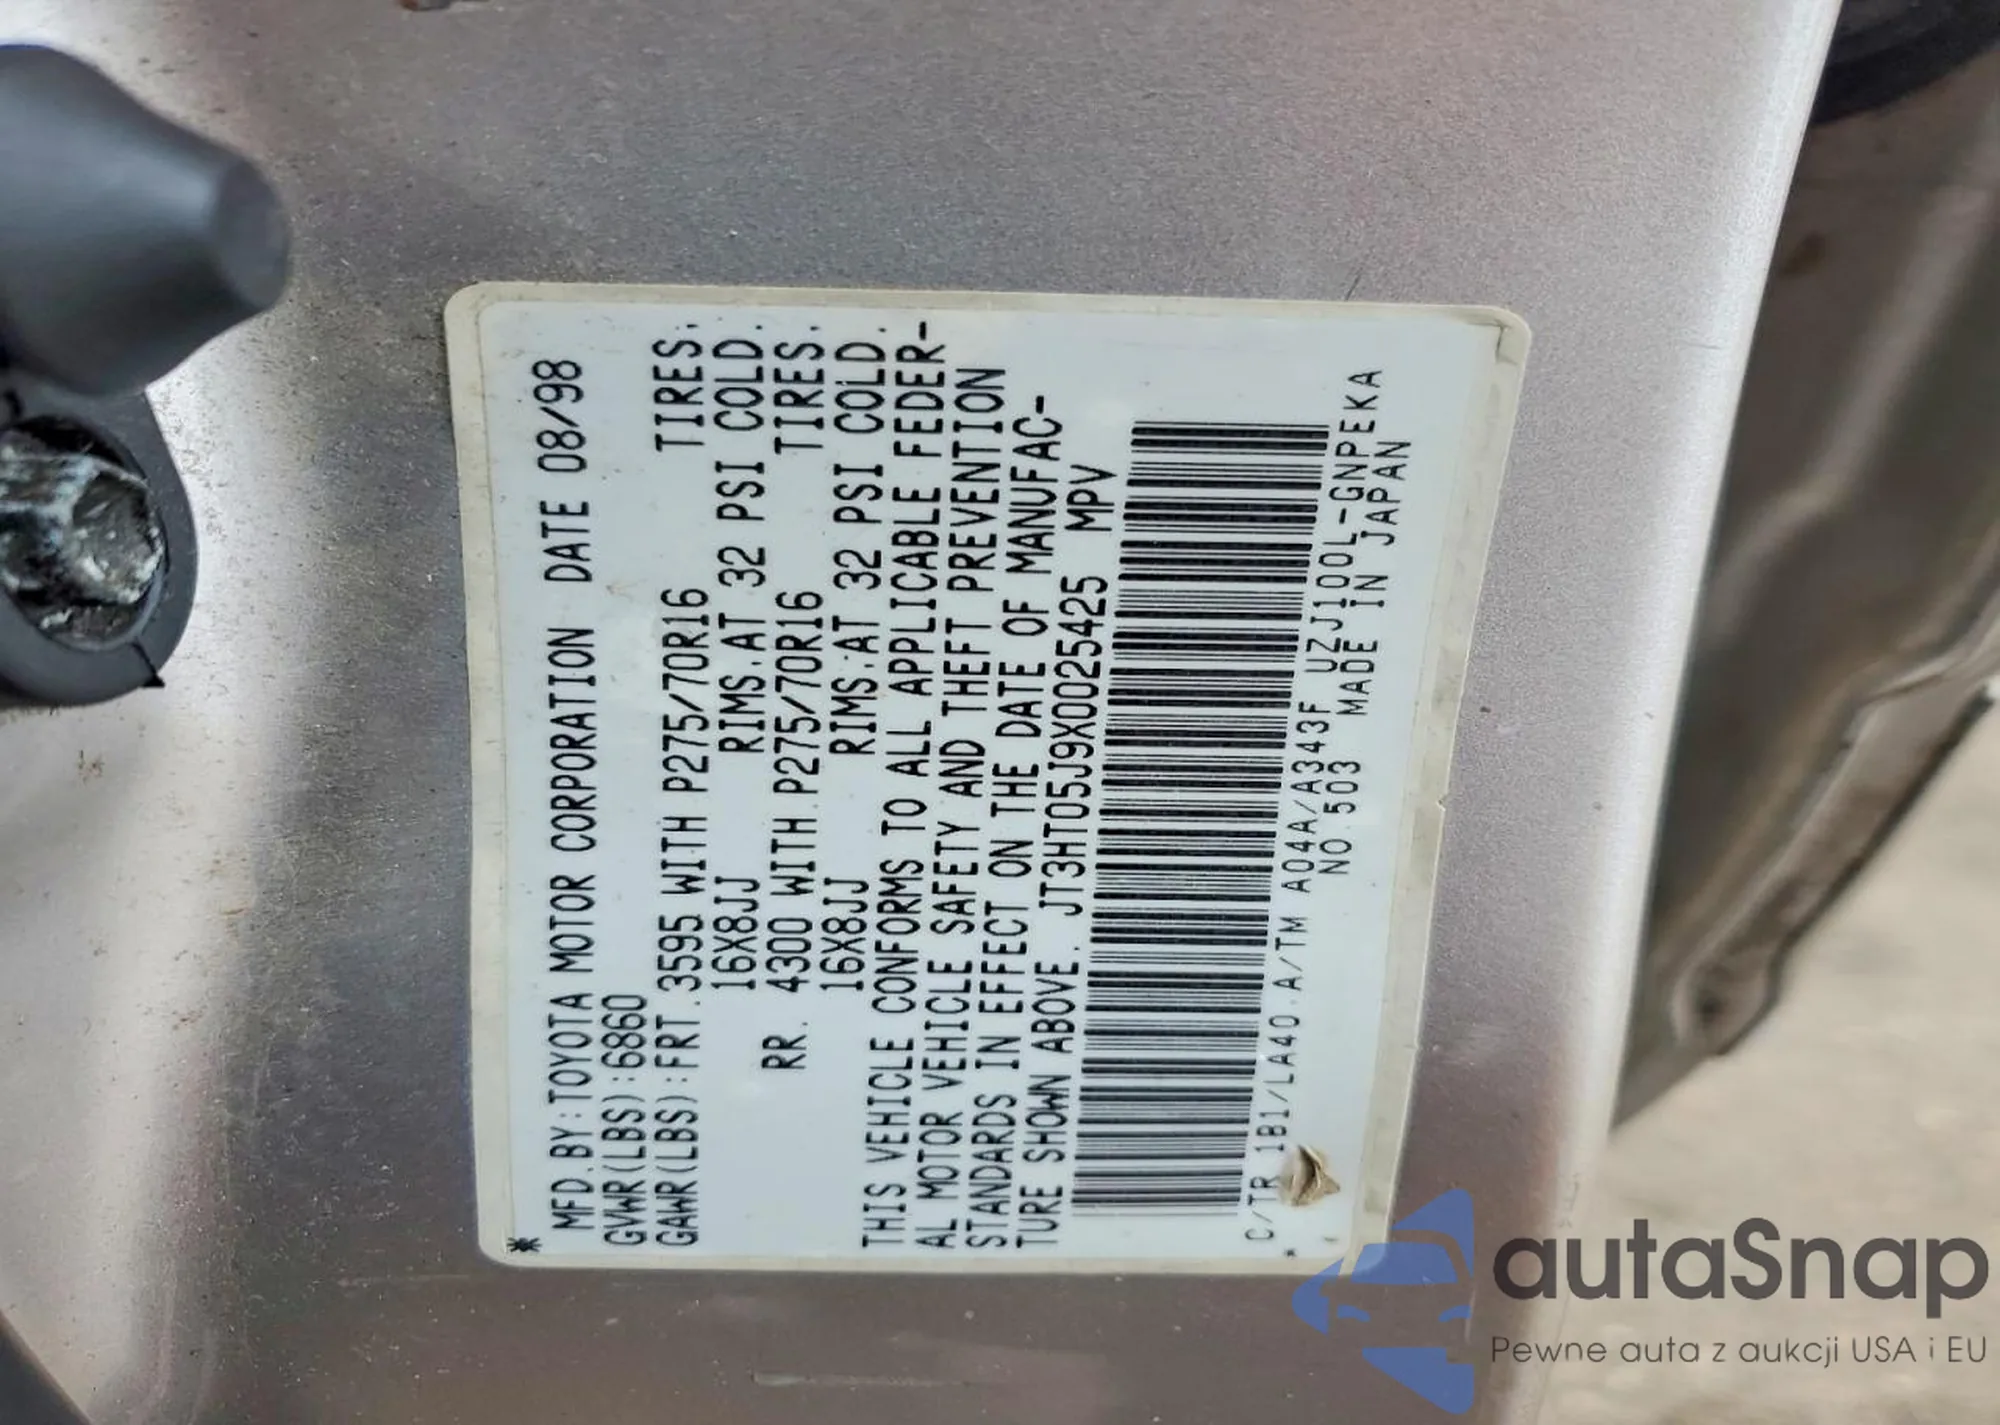 MFD.BY:TOYOTA MOTOR CORPORATION DATE 08/98
GVWR(LBS):6860
GAWR(LBS):FRT.3595 WITH P275/70R16 TIRES.
16X8JJ RIMS.AT 32 PSI COLD.
RR. 4300 WITH P275/70R16 TIRES.
16X8JJ RIMS.AT 32 PSI COLD.
THIS VEHICLE CONFORMS TO ALL APPLICABLE FEDER-
AL MOTOR VEHICLE SAFETY AND THEFT PREVENTION
STANDARDS IN EFFECT ON THE DATE OF MANUFAC-
TURE SHOWN ABOVE. JT3HT05J9X0025425 MPV
C/TR 1B1/LA40 A/TM A04A/A343F UZJ100L-GNPEKA
NO.503 MADE IN JAPAN
autaSnap
Pewne auta z aukcji USA i EU